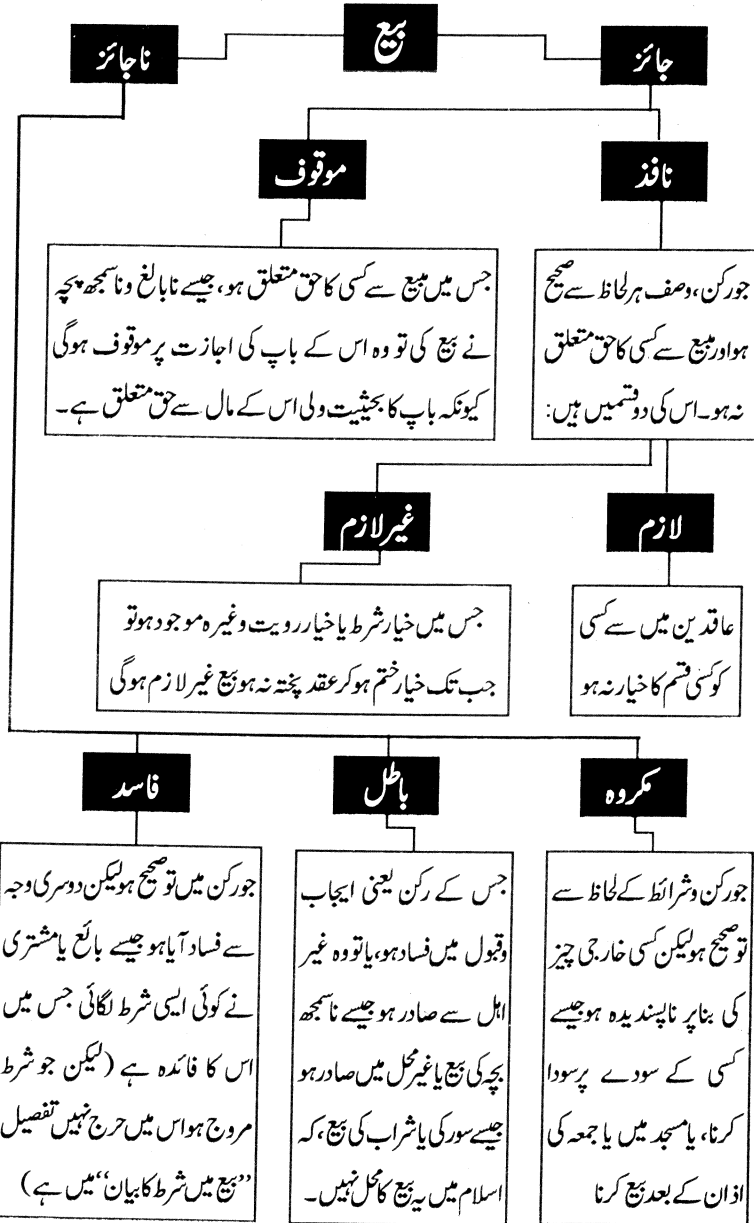 بیع
جائز
ناجائز
نافذ
موقوف
جو رکن، وصف ہر لحاظ سے صحیح
ہو اور مبیع سے کسی کا حق متعلق
نہ ہو۔ اس کی دو قسمیں ہیں:
جس میں مبیع سے کسی کا حق متعلق ہو، جیسے نابالغ و ناسمجھ بچہ
نے بیع کی تو وہ اس کے باپ کی اجازت پر موقوف ہوگی
کیونکہ باپ کا بحیثیت ولی اس کے مال سے حق متعلق ہے۔
لازم
غیر لازم
عاقدین میں سے کسی
کو کسی قسم کا خیار نہ ہو
جس میں خیار شرط یا خیار رویت وغیرہ موجود ہو تو
جب تک خیار ختم ہو کر عقد پختہ نہ ہو بیع غیر لازم ہوگی
مکروہ
باطل
فاسد
جو رکن و شرائط کے لحاظ سے
تو صحیح ہو لیکن کسی خارجی چیز
کی بنا پر ناپسندیدہ ہو جیسے
کسی کے سودے پر سودا
کرنا، یا مسجد میں یا جمعہ کی
اذان کے بعد بیع کرنا
جس کے رکن یعنی ایجاب
و قبول میں فساد ہو، یا تو وہ غیر
اہل سے صادر ہو جیسے ناسمجھ
بچہ کی بیع یا غیر محل میں صادر ہو
جیسے سور کی یا شراب کی بیع، کہ
اسلام میں یہ بیع کا محل نہیں۔
جو رکن میں تو صحیح ہو لیکن دوسری وجہ
سے فساد آیا ہو جیسے بائع یا مشتری
نے کوئی ایسی شرط لگائی جس میں
اس کا فائدہ ہے (لیکن جو شرط
مروج ہو اس میں حرج نہیں تفصیل
”بیع میں شرط کا بیان“ میں ہے)